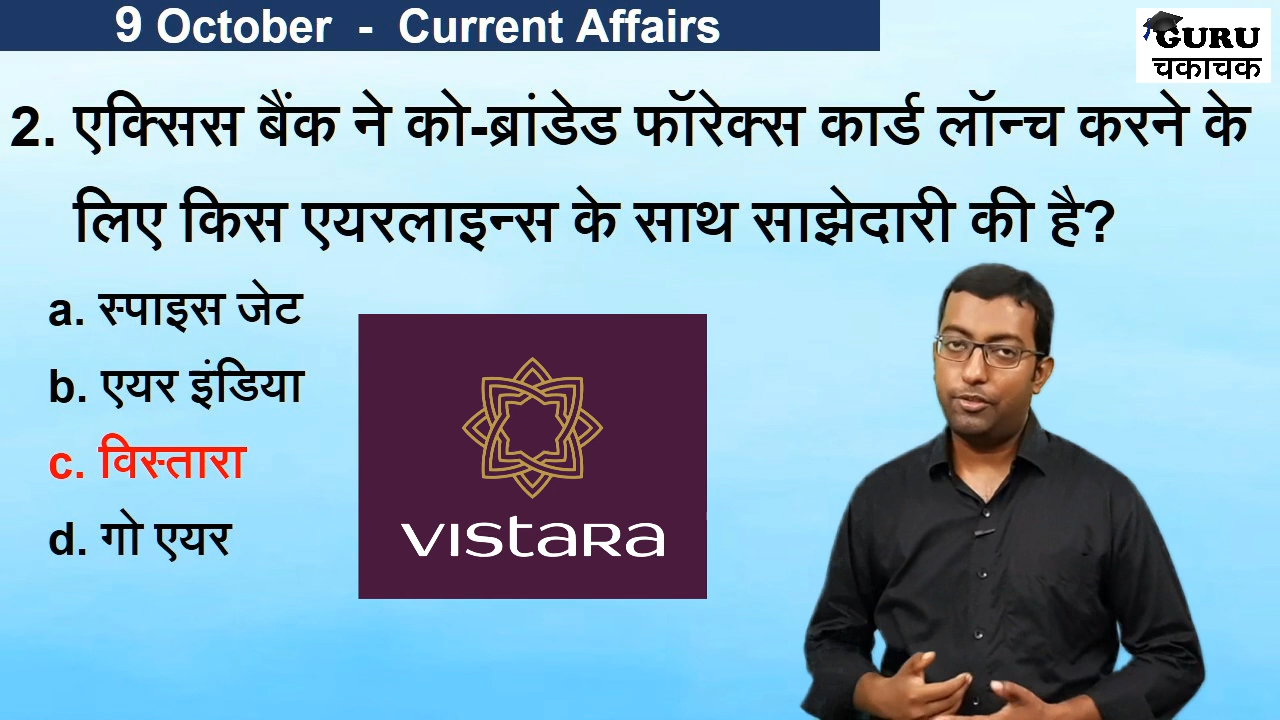 9 October - Current Affairs
GURU
चकाचक
2. एक्सिस बैंक ने को-ब्रांडेड फॉरेक्स कार्ड लॉन्च करने के
लिए किस एयरलाइन्स के साथ साझेदारी की है?
a. स्पाइस जेट
b. एयर इंडिया
c. विस्तारा
d. गो एयर
VISTARA